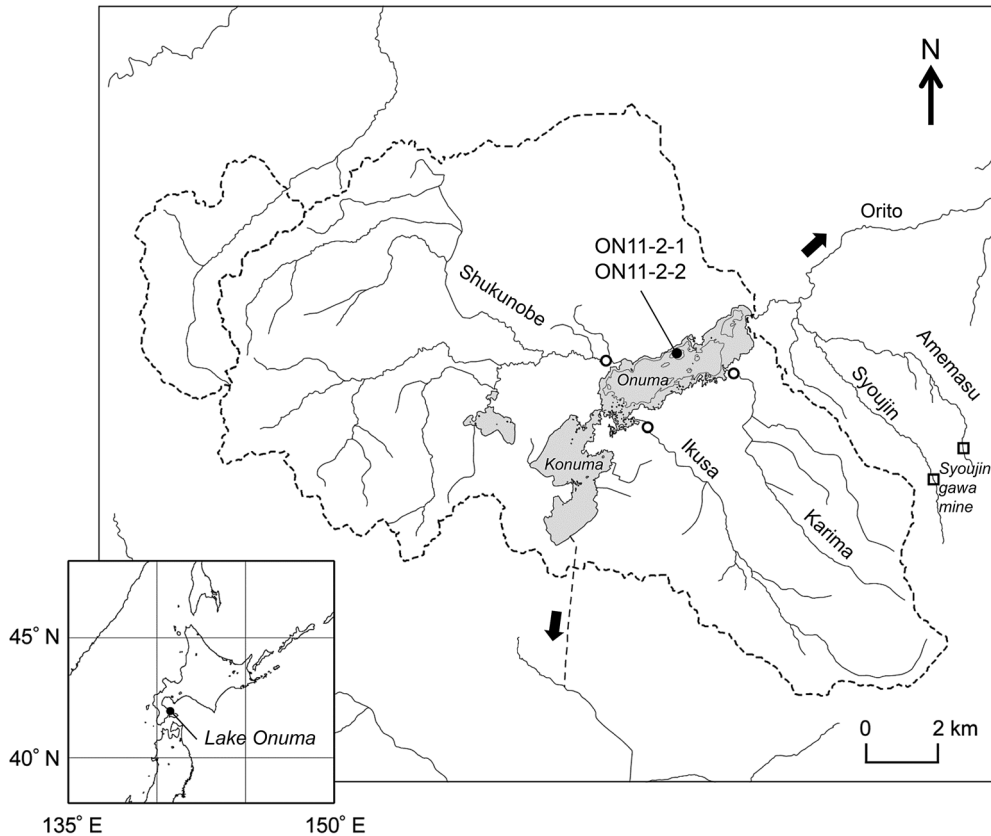 N
Orito
ON11-2-1
ON11-2-2
Shukunobe
Amemasu
Onuma
Syoujin
Konuma
Ikusa
Syoujin
gawa
mine
Karima
45° N
0 2 km
Lake Onuma
40° N
135° E 150° E